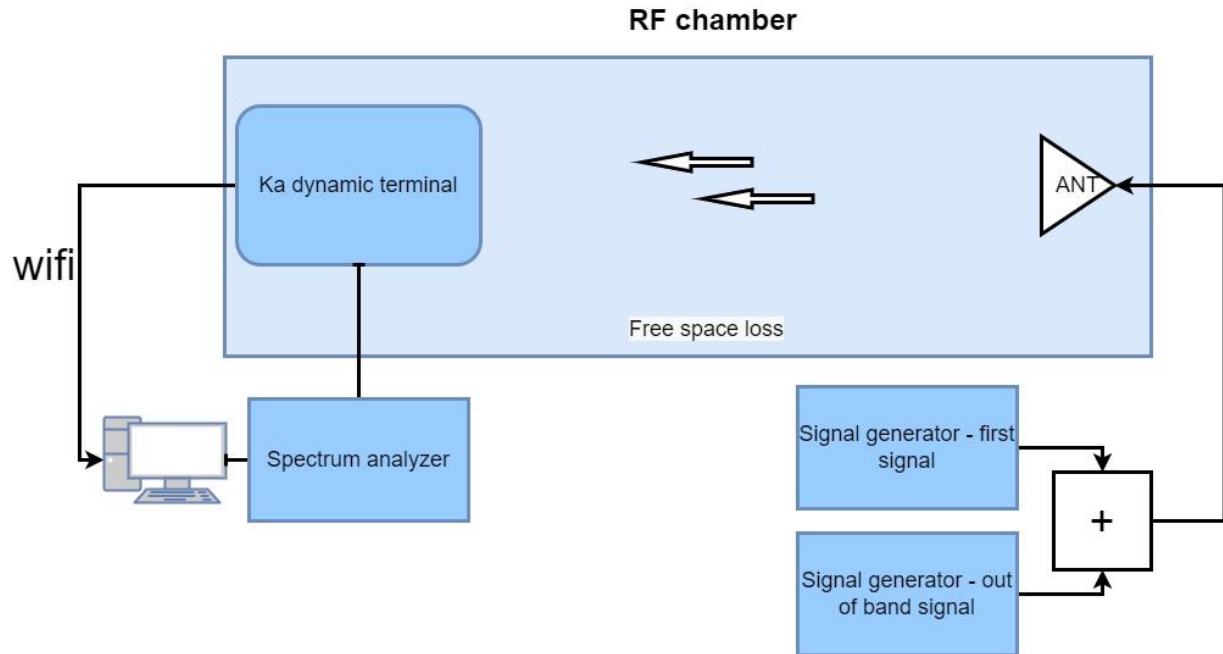 RF chamber
Ka dynamic terminal
ANT
wifi
Free space loss
Signal generator - first
signal
Spectrum analyzer
+
Signal generator - out
of band signal